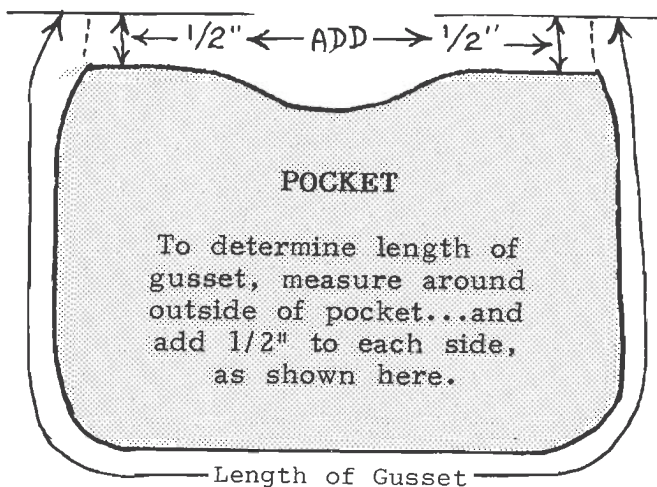 1/2" ADD 1/2"
POCKET
To determine length of
gusset, measure around
outside of pocket...and
add 1/2" to each side,
as shown here.
Length of Gusset